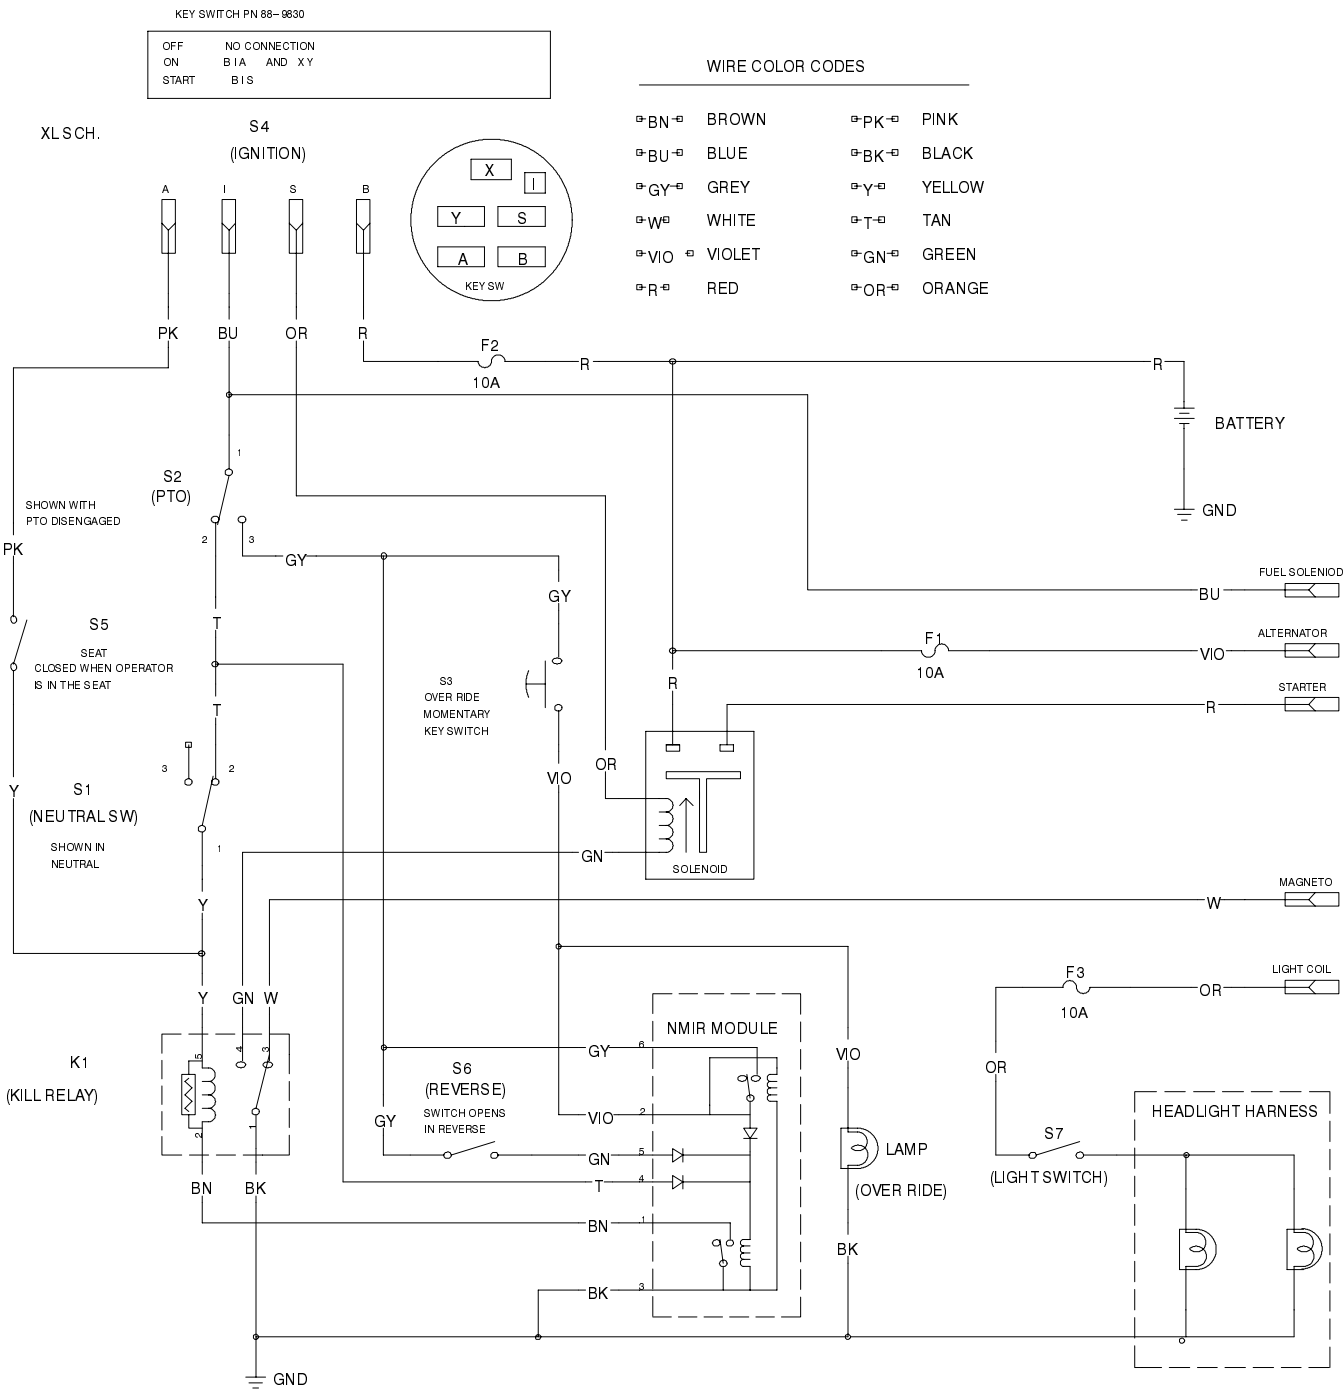 KEY SWITCH PN 88-9830
OFF NO CONNECTION
ON B I A AND X Y
START B I S
XL SCH.
S4
(IGNITION)
A I S B
X
I
Y S
A B
KEY SW
WIRE COLOR CODES
BN BROWN PK PINK
BU BLUE BK BLACK
GY GREY Y YELLOW
W WHITE T TAN
VIO VIOLET GN GREEN
R RED OR ORANGE
PK BU OR R
F2
10A
R
R
BATTERY
GND
1
S2
(PTO)
SHOWN WITH
PTO DISENGAGED
2 3
PK
GY
GY
FUEL SOLENIOD
BU
T
S5
SEAT
CLOSED WHEN OPERATOR
IS IN THE SEAT
F1
10A
ALTERNATOR
VIO
S3
OVER RIDE
MOMENTARY
KEY SWITCH
R
STARTER
R
T
3 2
VIO
OR
Y
S1
(NEUTRAL SW)
SHOWN IN
NEUTRAL
1
GN
SOLENOID
MAGNETO
W
Y
F3
10A
LIGHT COIL
OR
Y GN W
NMIR MODULE
K1
(KILL RELAY)
5 4 3
2 1
GY 6
VIO
OR
S6
(REVERSE)
SWITCH OPENS
IN REVERSE
GY
VIO 2
GN 5
T 4
BN 1
BK 3
LAMP
(OVER RIDE)
S7
(LIGHT SWITCH)
HEADLIGHT HARNESS
BN BK
BK
GND